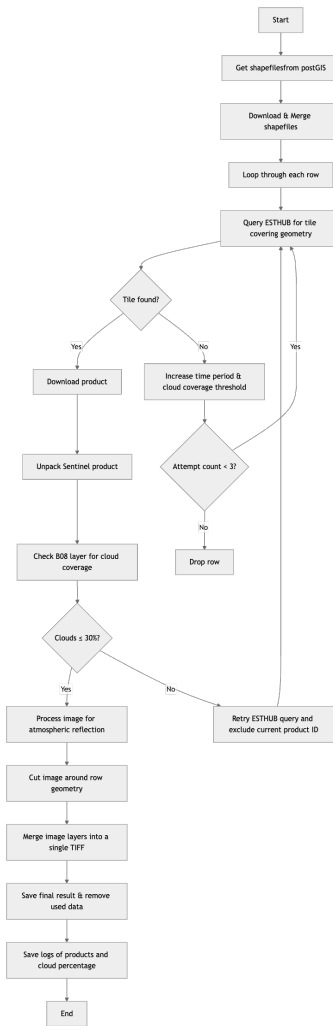 Start
Get shapefilesfrom postGIS
Download & Merge
shapefiles
Loop through each row
Query ESTHUB for tile
covering geometry
Tile found?
Yes
No
Yes
Download product
Increase time period &
cloud coverage threshold
Unpack Sentinel product
Attempt count < 3?
No
Check B08 layer for cloud
coverage
Drop row
Clouds ≤ 30%?
Yes
No
Process image for
atmospheric reflection
Retry ESTHUB query and
exclude current product ID
Cut image around row
geometry
Merge image layers into a
single TIFF
Save final result & remove
used data
Save logs of products and
cloud percentage
End